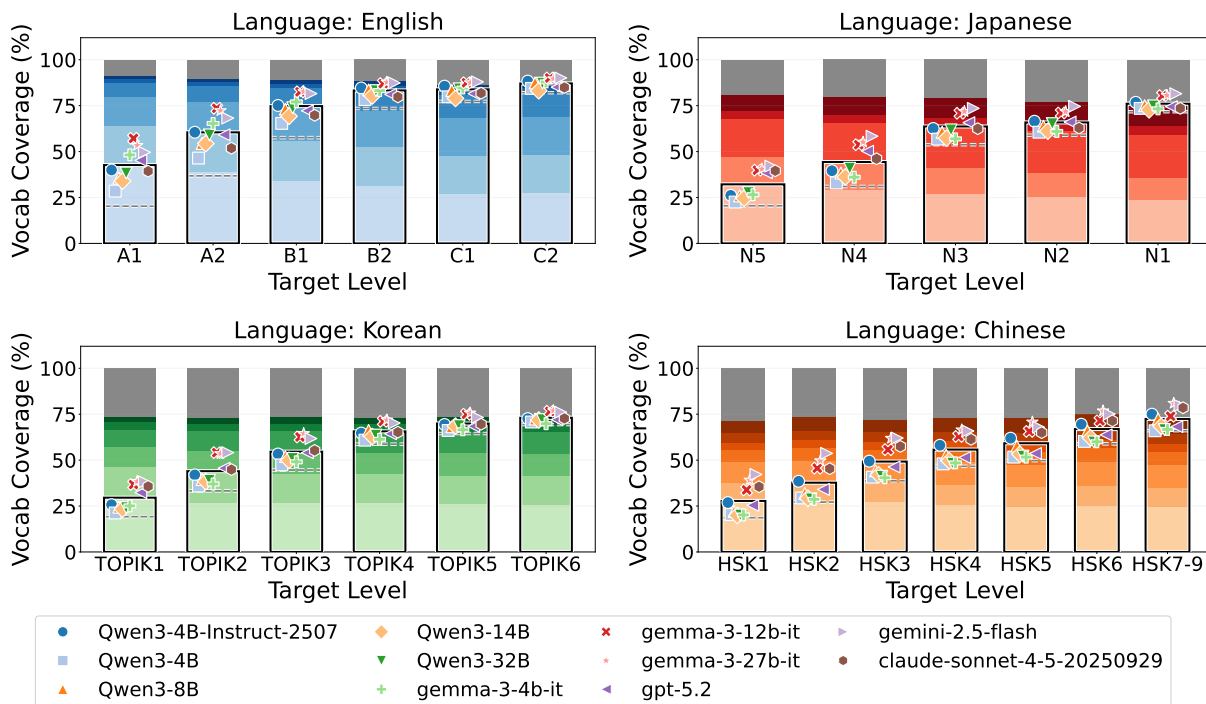 Language: English
Vocab Coverage (%)
100
75
50
25
0
A1 A2 B1 B2 C1 C2
Target Level
Language: Japanese
Vocab Coverage (%)
100
75
50
25
0
N5 N4 N3 N2 N1
Target Level
Language: Korean
Vocab Coverage (%)
100
75
50
25
0
TOPIK1 TOPIK2 TOPIK3 TOPIK4 TOPIK5 TOPIK6
Target Level
Language: Chinese
Vocab Coverage (%)
100
75
50
25
0
HSK1 HSK2 HSK3 HSK4 HSK5 HSK6 HSK7-9
Target Level
Qwen3-4B-Instruct-2507
Qwen3-4B
Qwen3-8B
Qwen3-14B
Qwen3-32B
gemma-3-4b-it
gemma-3-12b-it
gemma-3-27b-it
gpt-5.2
gemini-2.5-flash
claude-sonnet-4-5-20250929